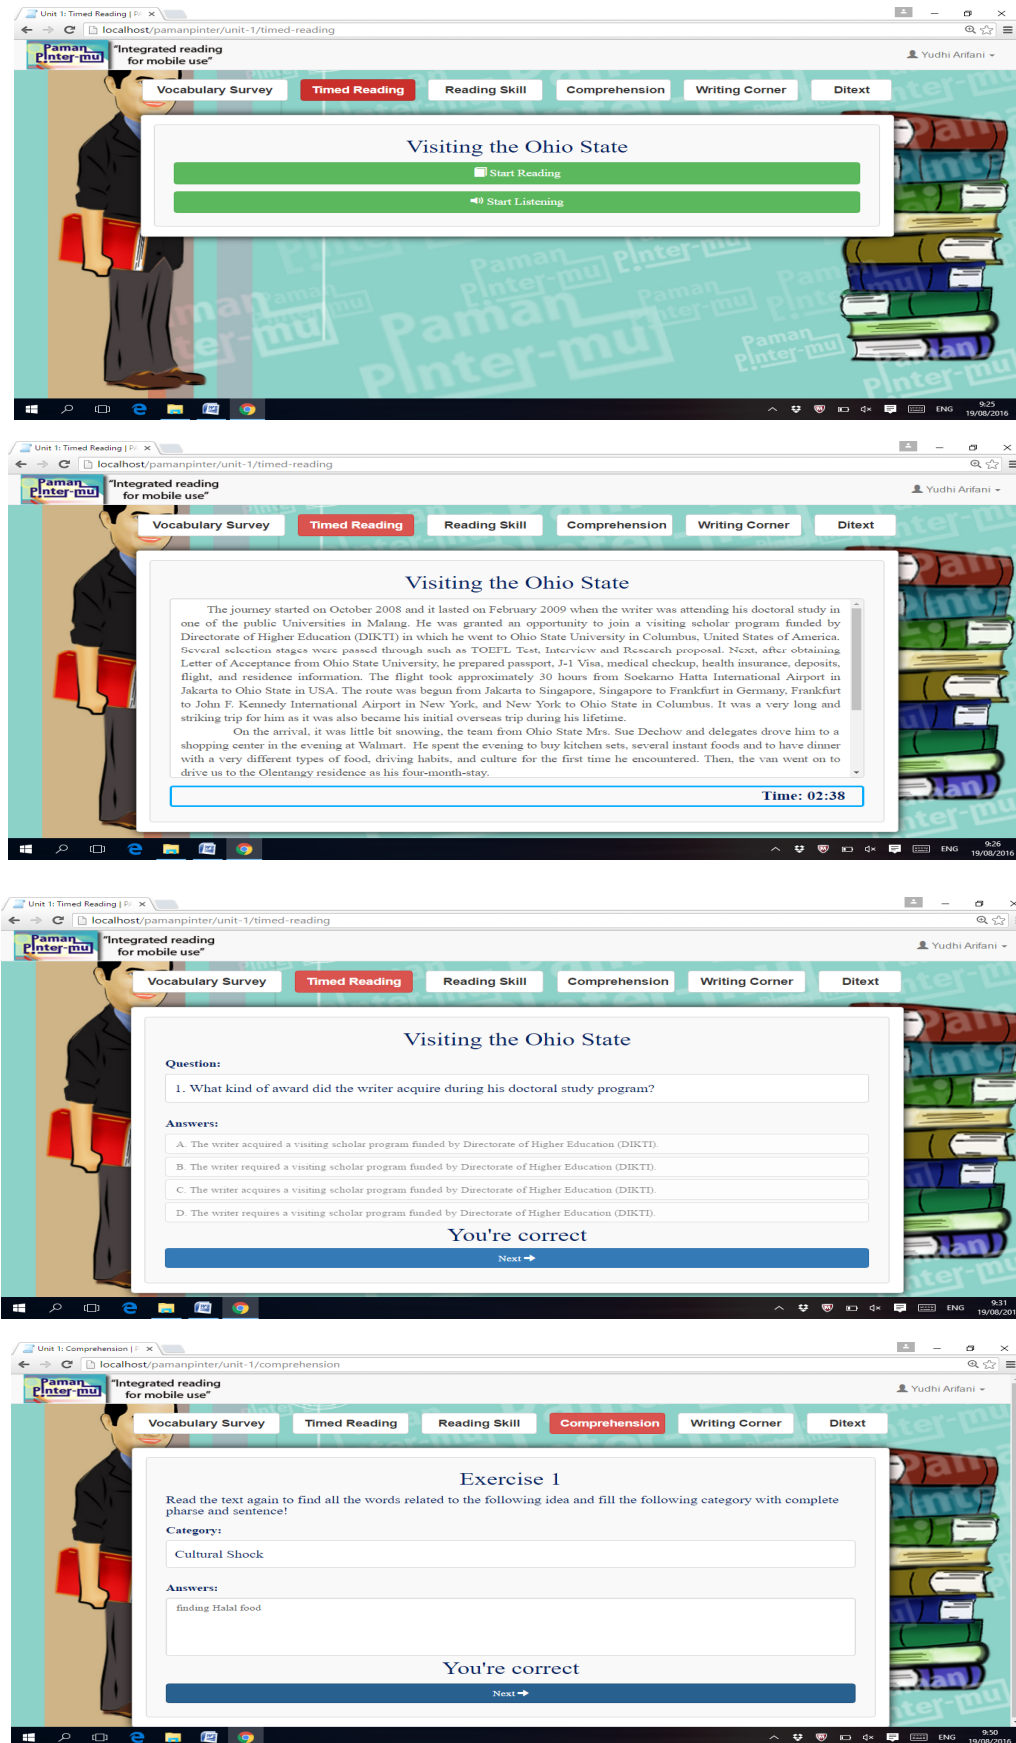 Unit 1: Timed Reading | P
localhost/pamanpinter/unit-1/timed-reading
Paman Pinter-mu
"Integrated reading
for mobile use"
Yudhi Arifani
Vocabulary Survey Timed Reading Reading Skill Comprehension Writing Corner Ditext
Visiting the Ohio State
Start Reading
Start Listening
ENG
9:25
19/08/2016
Unit 1: Timed Reading | P
localhost/pamanpinter/unit-1/timed-reading
Paman Pinter-mu
"Integrated reading
for mobile use"
Yudhi Arifani
Vocabulary Survey Timed Reading Reading Skill Comprehension Writing Corner Ditext
Visiting the Ohio State
The journey started on October 2008 and it lasted on February 2009 when the writer was attending his doctoral study in
one of the public Universities in Malang. He was granted an opportunity to join a visiting scholar program funded by
Directorate of Higher Education (DIKTI) in which he went to Ohio State University in Columbus, United States of America.
Several selection stages were passed through such as TOEFL Test, Interview and Research proposal. Next, after obtaining
Letter of Acceptance from Ohio State University, he prepared passport, J-1 Visa, medical checkup, health insurance, deposits,
flight, and residence information. The flight took approximately 30 hours from Soekarno Hatta International Airport in
Jakarta to Ohio State in USA. The route was begun from Jakarta to Singapore, Singapore to Frankfurt in Germany, Frankfurt
to John F. Kennedy International Airport in New York, and New York to Ohio State in Columbus. It was a very long and
striking trip for him as it was also became his initial overseas trip during his lifetime.
On the arrival, it was little bit snowing, the team from Ohio State Mrs. Sue Dechow and delegates drove him to a
shopping center in the evening at Walmart. He spent the evening to buy kitchen sets, several instant foods and to have dinner
with a very different types of food, driving habits, and culture for the first time he encountered. Then, the van went on to
drive us to the Olentangy residence as his four-month-stay.
Time: 02:38
ENG
9:26
19/08/2016
Unit 1: Timed Reading | P
localhost/pamanpinter/unit-1/timed-reading
Paman Pinter-mu
"Integrated reading
for mobile use"
Yudhi Arifani
Vocabulary Survey Timed Reading Reading Skill Comprehension Writing Corner Ditext
Visiting the Ohio State
Question:
1. What kind of award did the writer acquire during his doctoral study program?
Answers:
A. The writer acquired a visiting scholar program funded by Directorate of Higher Education (DIKTI).
B. The writer required a visiting scholar program funded by Directorate of Higher Education (DIKTI).
C. The writer acquires a visiting scholar program funded by Directorate of Higher Education (DIKTI).
D. The writer requires a visiting scholar program funded by Directorate of Higher Education (DIKTI).
You're correct
Next
ENG
9:31
19/08/201
Unit 1: Comprehension | P
localhost/pamanpinter/unit-1/comprehension
Paman Pinter-mu
"Integrated reading
for mobile use"
Yudhi Arifani
Vocabulary Survey Timed Reading Reading Skill Comprehension Writing Corner Ditext
Exercise 1
Read the text again to find all the words related to the following idea and fill the following category with complete
pharse and sentence!
Category:
Cultural Shock
Answers:
finding Halal food
You're correct
Next
ENG
9:50
19/08/2016